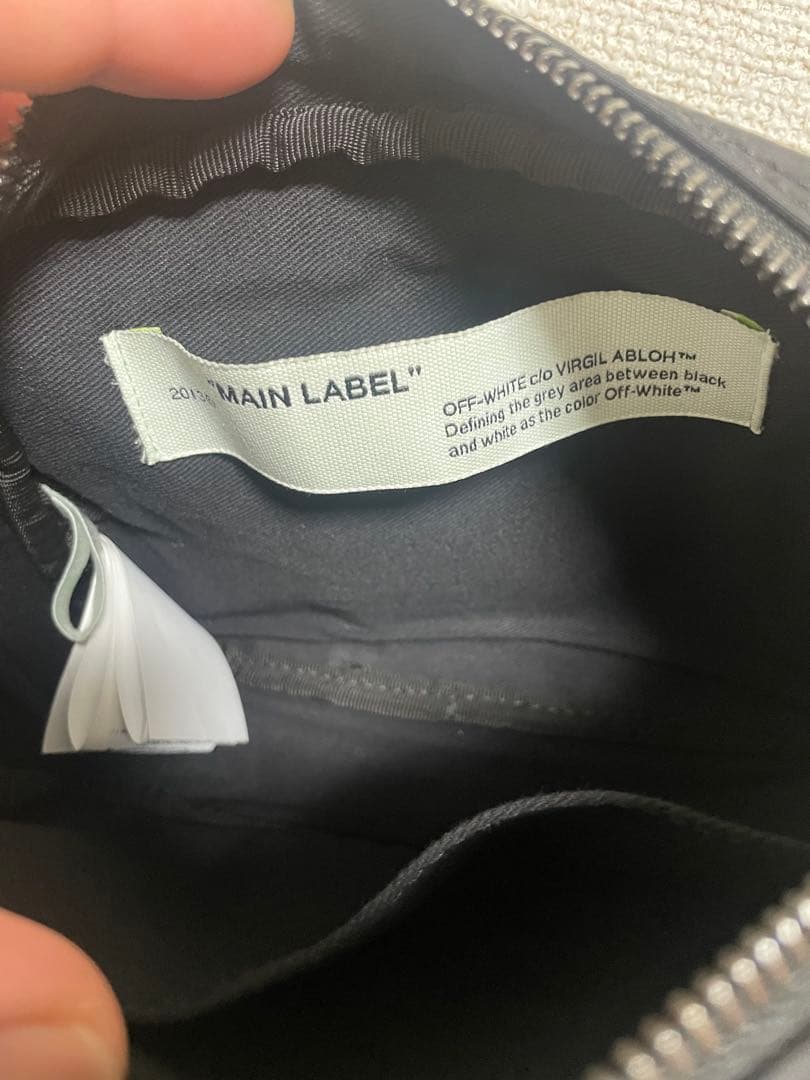 "MAIN LABEL"
OFF-WHITE c/o VIRGIL ABLOH™
Defining the grey area between black
and white as the color Off-White™